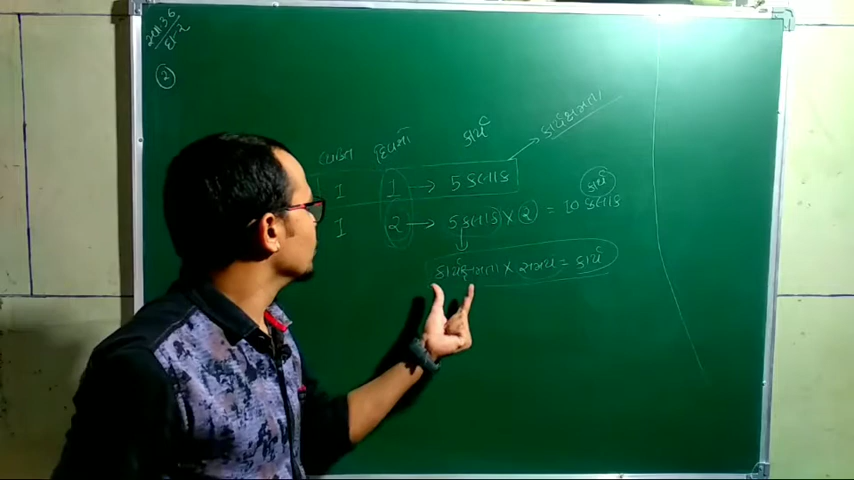 ②
વ્યક્તિ દિવસો કાર્ય કાર્યક્ષમતા
1 1 → 5 કલાક
1 2 → 5 કલાક × ② = 10 કલાક કાર્ય
કાર્યક્ષમતા × સમય = કાર્ય